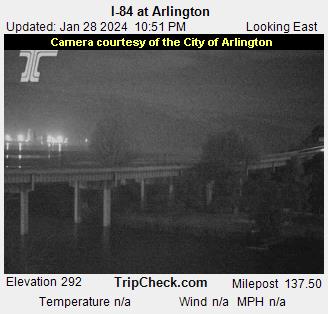 I-84 at Arlington
Updated: Jan 28 2024 10:51 PM Looking East
Camera courtesy of the City of Arlington
Elevation 292 TripCheck.com Milepost 137.50
Temperature n/a Wind n/a MPH n/a